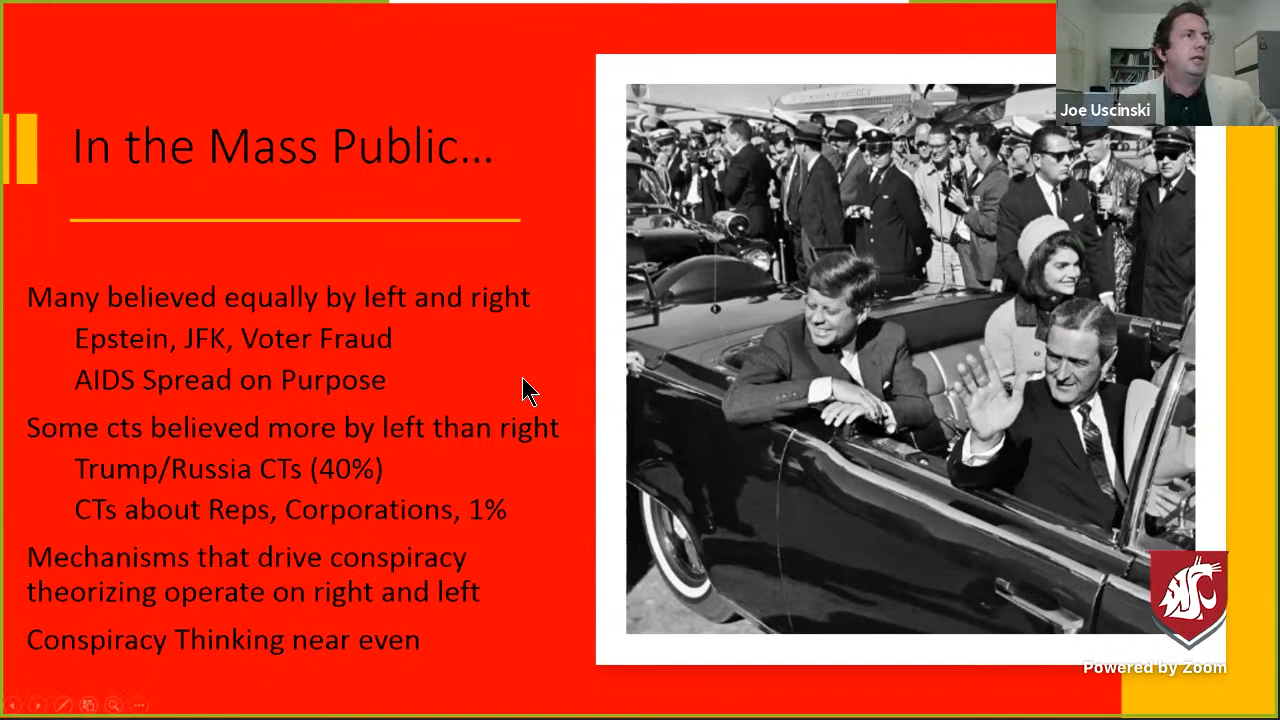 Joe Uscinski
In the Mass Public...
Many believed equally by left and right
Epstein, JFK, Voter Fraud
AIDS Spread on Purpose
Some cts believed more by left than right
Trump/Russia CTs (40%)
CTs about Reps, Corporations, 1%
Mechanisms that drive conspiracy
theorizing operate on right and left
Conspiracy Thinking near even
Powered by Zoom